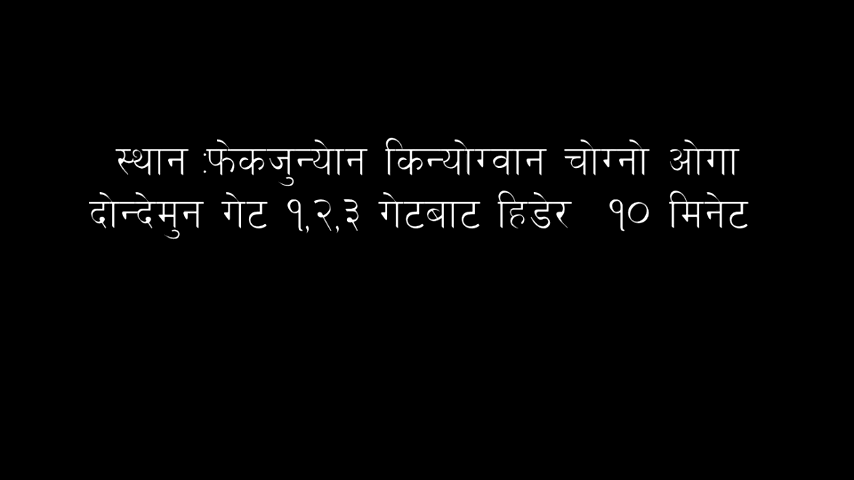 स्थान :फेकजुन्येान किन्योग्वान चोग्नो ओगा
दोन्देमुन गेट १,२,३ गेटबाट हिडेर १० मिनेट